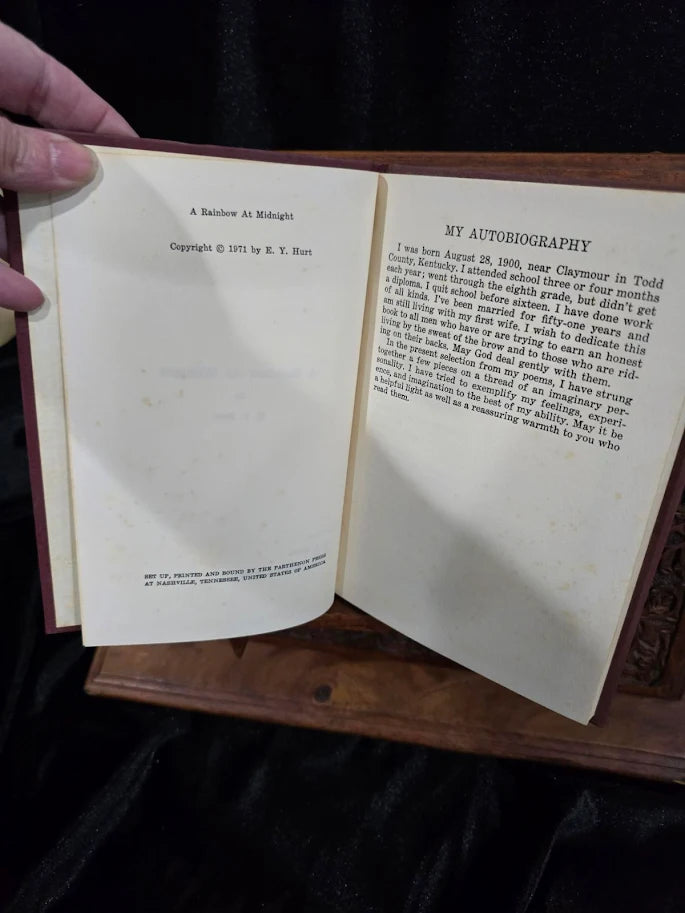 A Rainbow At Midnight
Copyright © 1971 by E. Y. Hurt
SET UP, PRINTED AND BOUND BY THE PARTHENON PRESS
AT NASHVILLE, TENNESSEE, UNITED STATES OF AMERICA
MY AUTOBIOGRAPHY
I was born August 28, 1900, near Claymour in Todd
County, Kentucky. I attended school three or four months
each year; went through the eighth grade, but didn't get
a diploma. I quit school before sixteen. I have done work
of all kinds. I've been married for fifty-one years and
am still living with my first wife. I wish to dedicate this
book to all men who have or are trying to earn an honest
living by the sweat of the brow and to those who are rid-
ing on their backs. May God deal gently with them.
In the present selection from my poems, I have strung
together a few pieces on a thread of an imaginary per-
sonality. I have tried to exemplify my feelings, experi-
ence, and imagination to the best of my ability. May it be
a helpful light as well as a reassuring warmth to you who
read them.